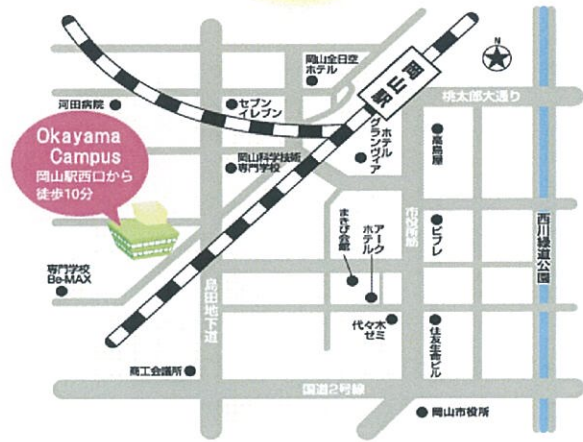 N
岡山全日空
ホテル
岡山駅
桃太郎大通り
河田病院
セブン
イレブン
Okayama
Campus
岡山駅西口から
徒歩10分
岡山科学技術
専門学校
ホテル
グランヴィア
高島屋
市役所筋
ビブレ
西川緑道公園
まきび会館
アーク
ホテル
専門学校
Be-MAX
島田地下道
代々木
ゼミ
住友生命ビル
商工会議所
国道2号線
岡山市役所